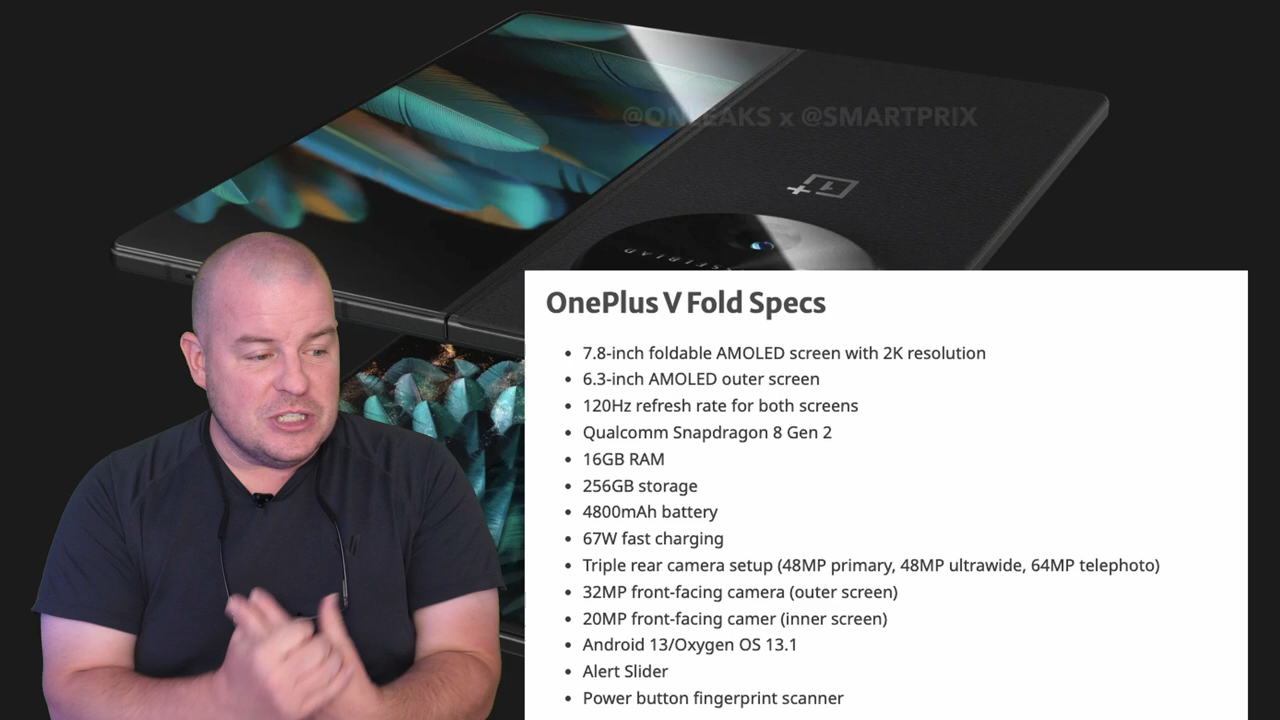 @ONLEAKS x @SMARTPRIX
OnePlus V Fold Specs
• 7.8-inch foldable AMOLED screen with 2K resolution
• 6.3-inch AMOLED outer screen
• 120Hz refresh rate for both screens
• Qualcomm Snapdragon 8 Gen 2
• 16GB RAM
• 256GB storage
• 4800mAh battery
• 67W fast charging
• Triple rear camera setup (48MP primary, 48MP ultrawide, 64MP telephoto)
• 32MP front-facing camera (outer screen)
• 20MP front-facing camer (inner screen)
• Android 13/Oxygen OS 13.1
• Alert Slider
• Power button fingerprint scanner